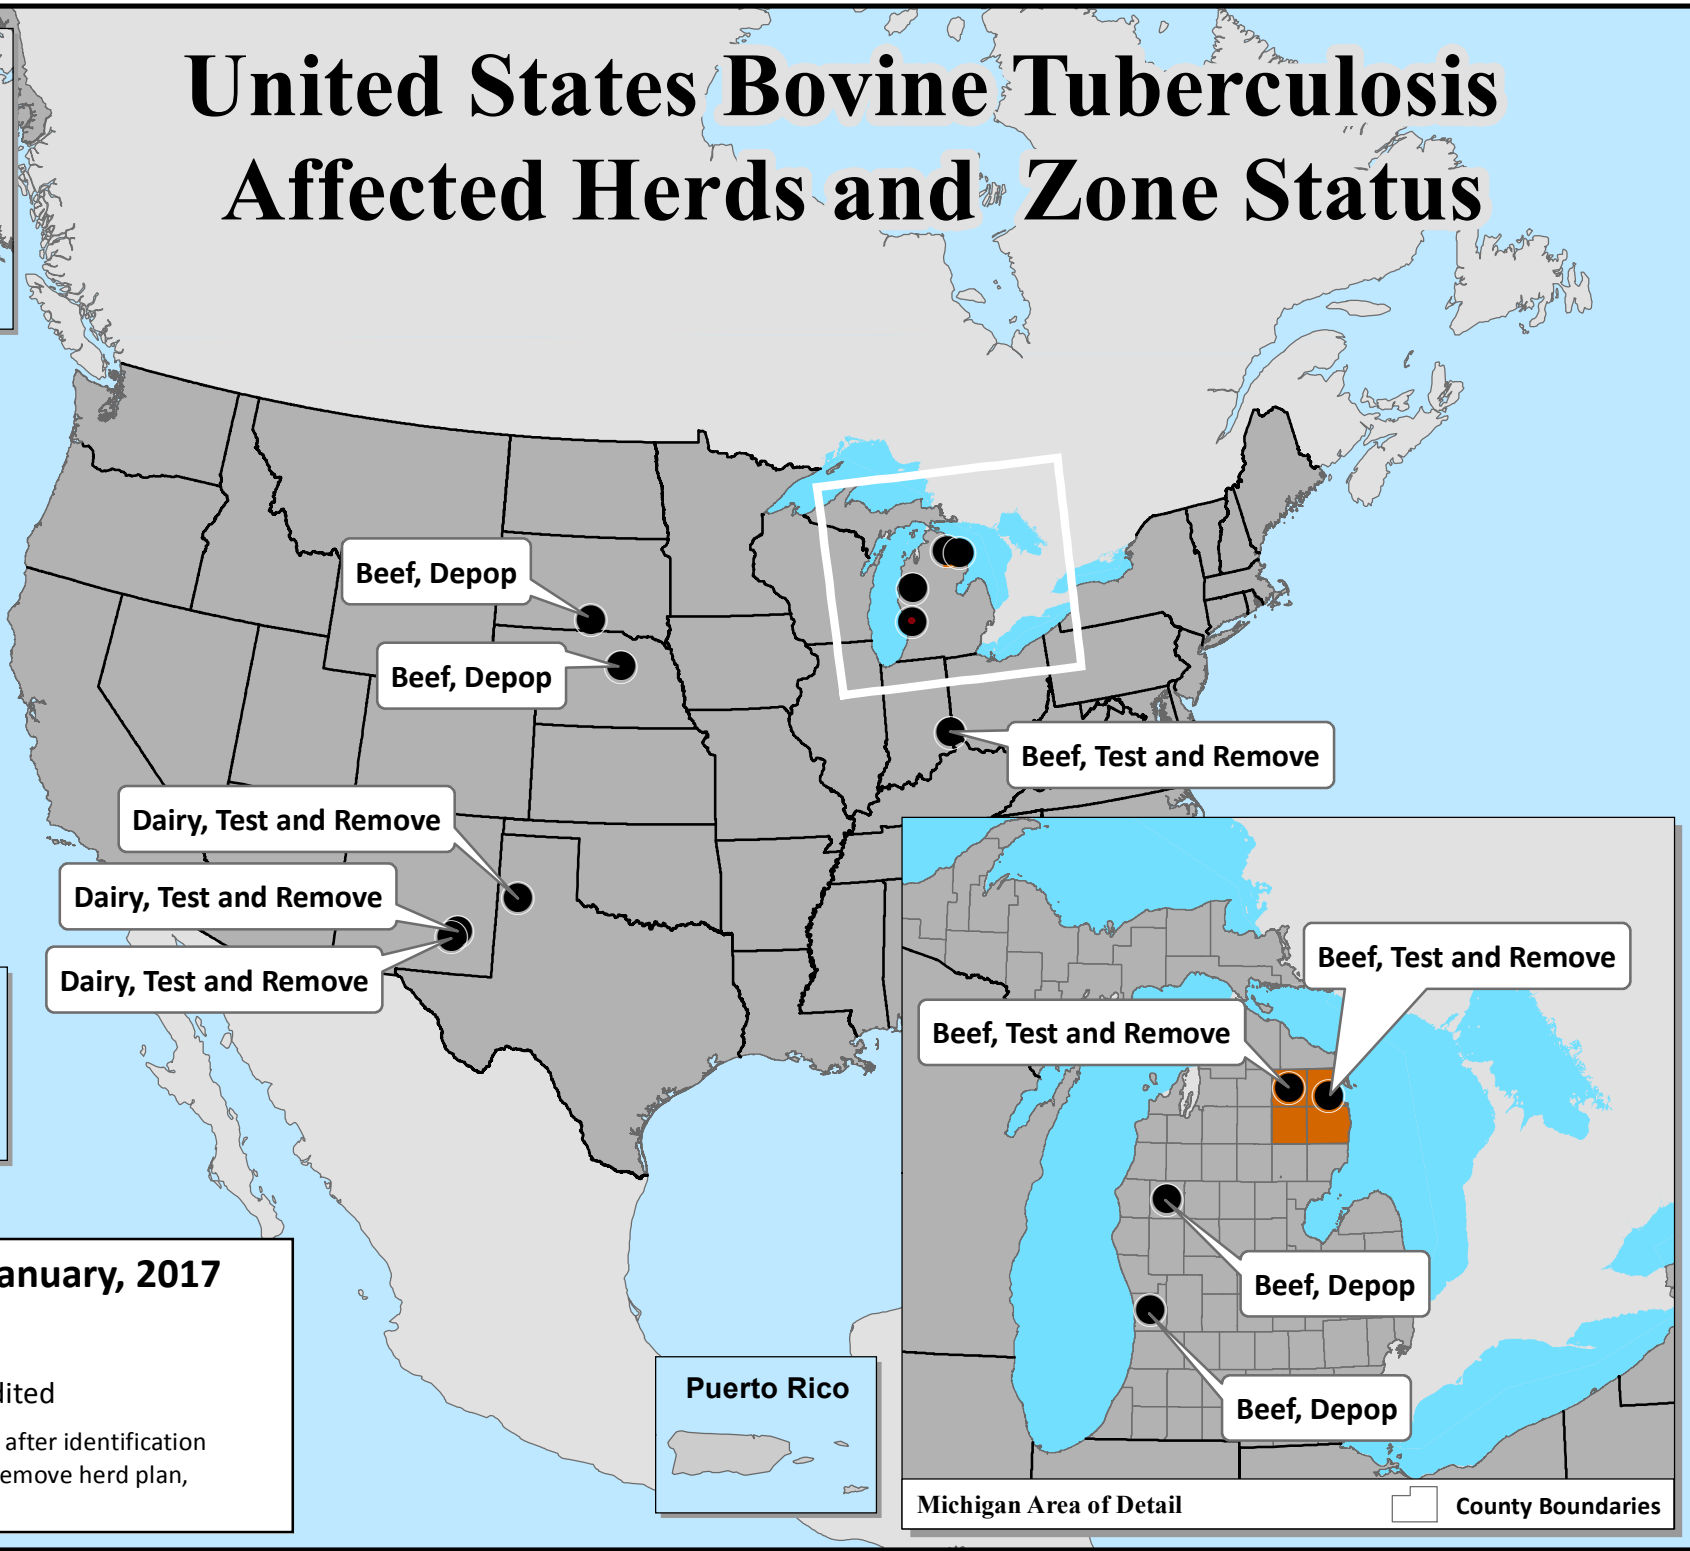 United States Bovine Tuberculosis
Affected Herds and Zone Status
Beef, Depop
Beef, Depop
Beef, Test and Remove
Dairy, Test and Remove
Dairy, Test and Remove
Dairy, Test and Remove
Beef, Test and Remove
Beef, Test and Remove
Beef, Depop
Beef, Depop
Michigan Area of Detail
County Boundaries
Puerto Rico
anuary, 2017
dited
after identification
emove herd plan,